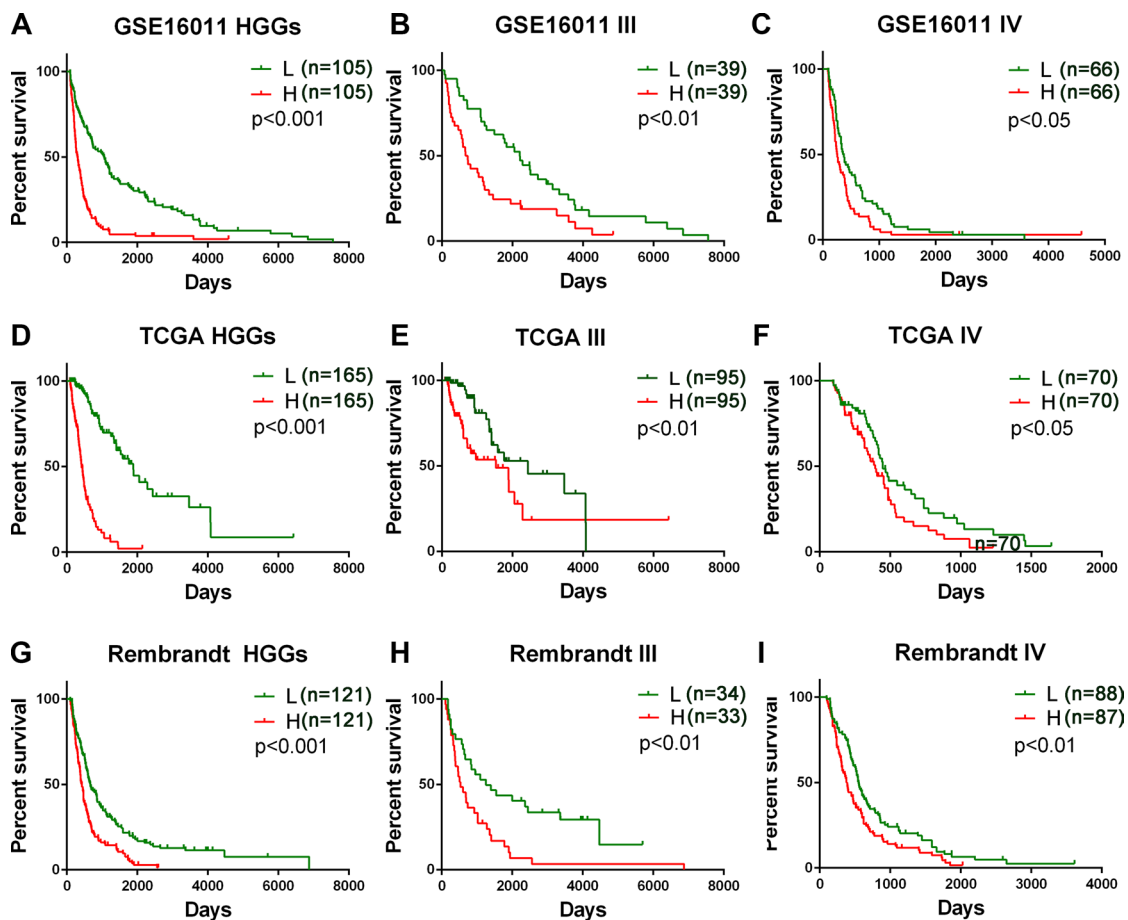 A GSE16011 HGGs
Percent survival
100
50
0
L (n=105)
H (n=105)
p<0.001
0 2000 4000 6000 8000
Days
B GSE16011 III
Percent survival
100
50
0
L (n=39)
H (n=39)
p<0.01
0 2000 4000 6000 8000
Days
C GSE16011 IV
Percent survival
100
50
0
L (n=66)
H (n=66)
p<0.05
0 1000 2000 3000 4000 5000
Days
D TCGA HGGs
Percent survival
100
50
0
L (n=165)
H (n=165)
p<0.001
0 2000 4000 6000 8000
Days
E TCGA III
Percent survival
100
50
0
L (n=95)
H (n=95)
p<0.01
0 2000 4000 6000 8000
Days
F TCGA IV
Percent survival
100
50
0
L (n=70)
H (n=70)
p<0.05
n=70
0 500 1000 1500 2000
Days
G Rembrandt HGGs
Percent survival
100
50
0
L (n=121)
H (n=121)
p<0.001
0 2000 4000 6000 8000
Days
H Rembrandt III
Percent survival
100
50
0
L (n=34)
H (n=33)
p<0.01
0 2000 4000 6000 8000
Days
I Rembrandt IV
Percent survival
100
50
0
L (n=88)
H (n=87)
p<0.01
0 1000 2000 3000 4000
Days